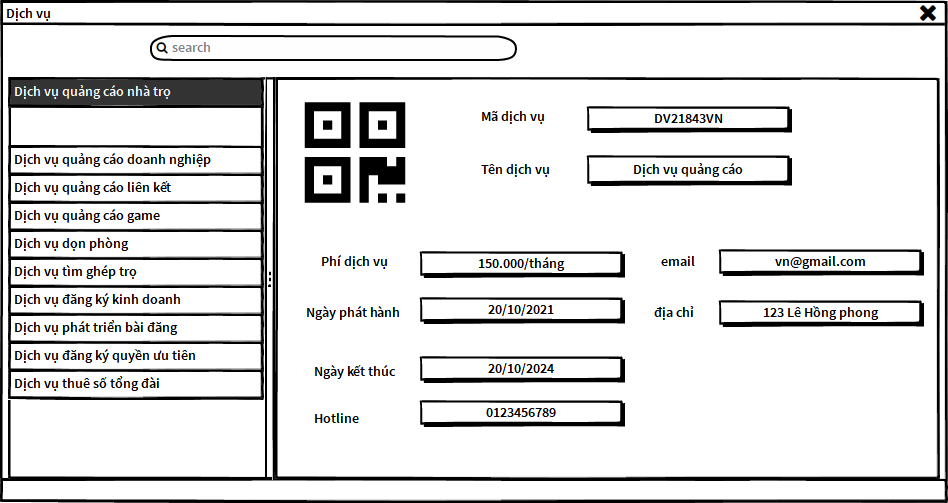 Dịch vụ
search
Dịch vụ quảng cáo nhà trọ
Dịch vụ quảng cáo doanh nghiệp
Dịch vụ quảng cáo liên kết
Dịch vụ quảng cáo game
Dịch vụ dọn phòng
Dịch vụ tìm ghép trọ
Dịch vụ đăng ký kinh doanh
Dịch vụ phát triển bài đăng
Dịch vụ đăng ký quyền ưu tiên
Dịch vụ thuê số tổng đài
Mã dịch vụ DV21843VN
Tên dịch vụ Dịch vụ quảng cáo
Phí dịch vụ 150.000/tháng email vn@gmail.com
Ngày phát hành 20/10/2021 địa chỉ 123 Lê Hồng phong
Ngày kết thúc 20/10/2024
Hotline 0123456789